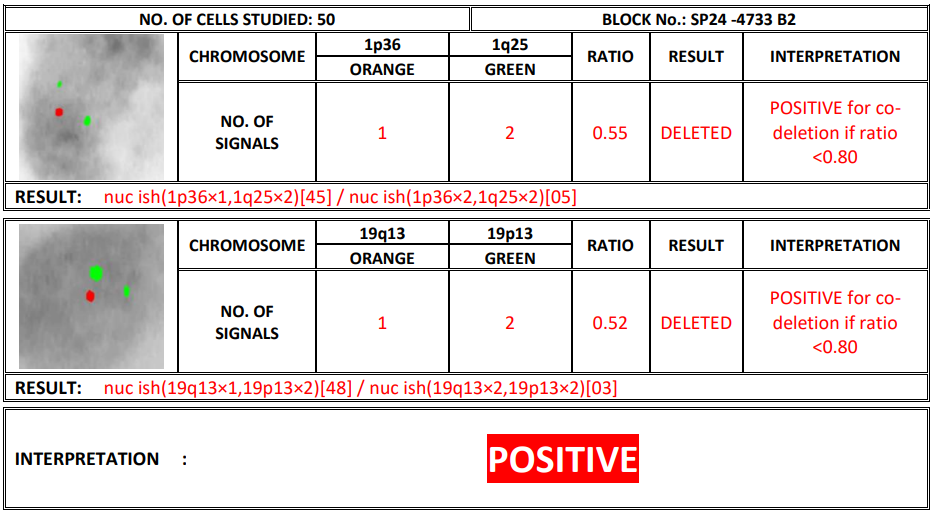 NO. OF CELLS STUDIED: 50 BLOCK No.: SP24 -4733 B2
CHROMOSOME 1p36 1q25 RATIO RESULT INTERPRETATION
ORANGE GREEN
NO. OF SIGNALS 1 2 0.55 DELETED POSITIVE for co-deletion if ratio <0.80
RESULT: nuc ish(1p36×1,1q25×2)[45] / nuc ish(1p36×2,1q25×2)[05]
CHROMOSOME 19q13 19p13 RATIO RESULT INTERPRETATION
ORANGE GREEN
NO. OF SIGNALS 1 2 0.52 DELETED POSITIVE for co-deletion if ratio <0.80
RESULT: nuc ish(19q13×1,19p13×2)[48] / nuc ish(19q13×2,19p13×2)[03]
INTERPRETATION : POSITIVE